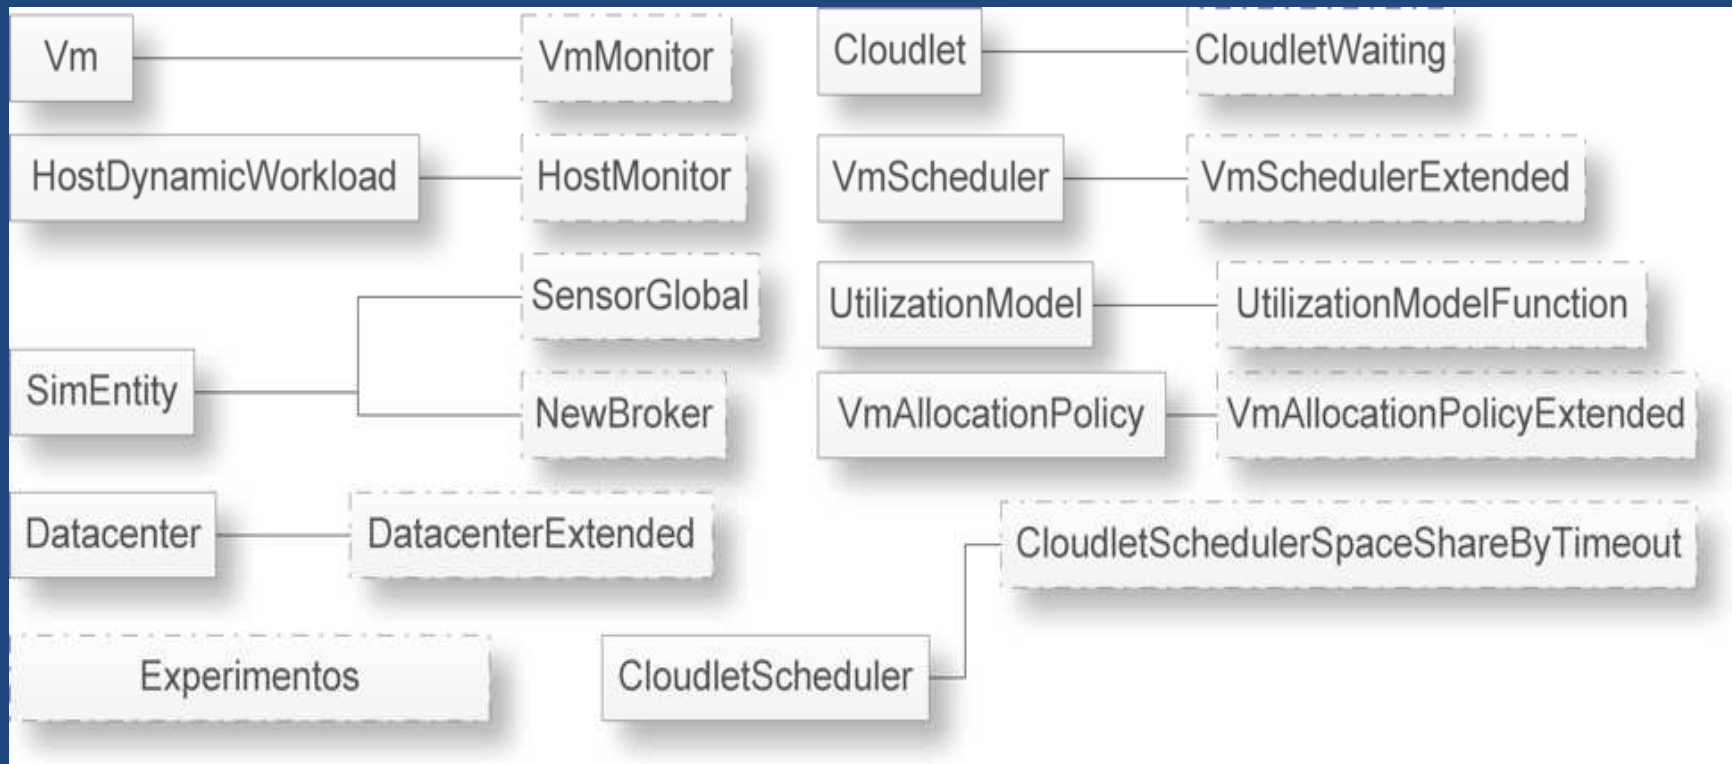 Vm
VmMonitor
Cloudlet
CloudletWaiting
HostDynamicWorkload
HostMonitor
VmScheduler
VmSchedulerExtended
SensorGlobal
UtilizationModel
UtilizationModelFunction
SimEntity
NewBroker
VmAllocationPolicy
VmAllocationPolicyExtended
Datacenter
DatacenterExtended
CloudletSchedulerSpaceShareByTimeout
Experimentos
CloudletScheduler